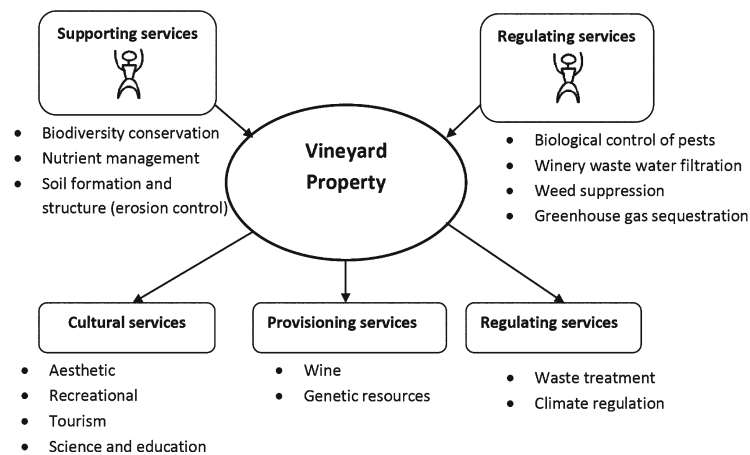 Supporting services
• Biodiversity conservation
• Nutrient management
• Soil formation and
structure (erosion control)
Regulating services
• Biological control of pests
• Winery waste water filtration
• Weed suppression
• Greenhouse gas sequestration
Vineyard
Property
Cultural services
• Aesthetic
• Recreational
• Tourism
• Science and education
Provisioning services
• Wine
• Genetic resources
Regulating services
• Waste treatment
• Climate regulation